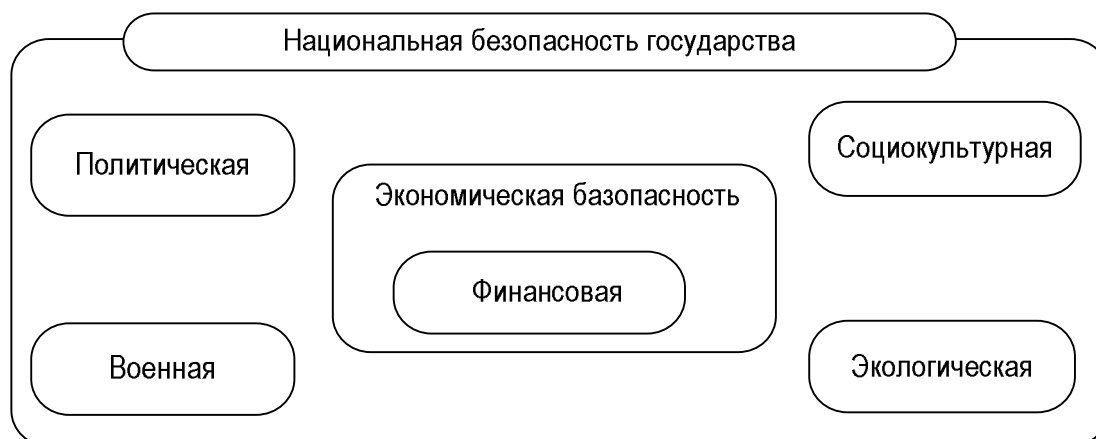 Национальная безопасность государства
Политическая
Социокультурная
Экономическая базопасность
Финансовая
Военная
Экологическая